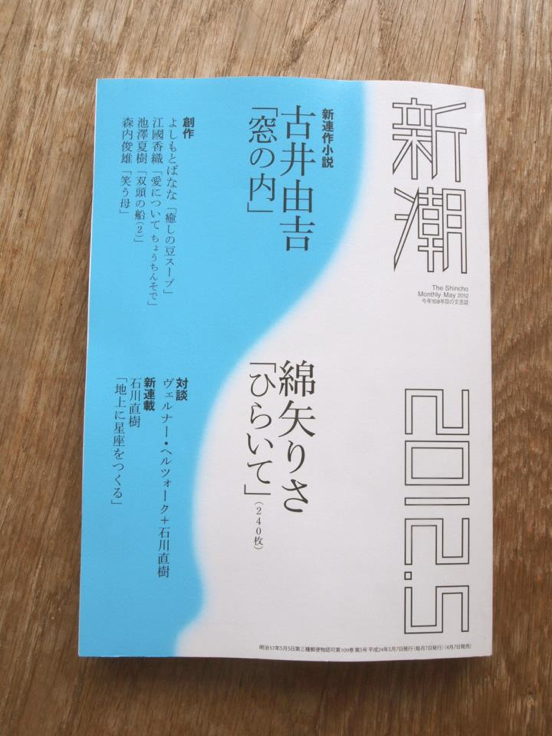 新潮
The Shincho
Monthly May 2012
2012.5
新連作小説
古井由吉
「窓の内」
綿矢りさ
「ひらいて」(240枚)
創作
よしもとばなな「癒しの豆スープ」
江國香織「愛について ちょうちんそで」
池澤夏樹「双頭の船(2)」
森内俊雄「笑う母」
対談
ヴェルナー・ヘルツォーク+石川直樹
新連載
石川直樹
「地上に星座をつくる」